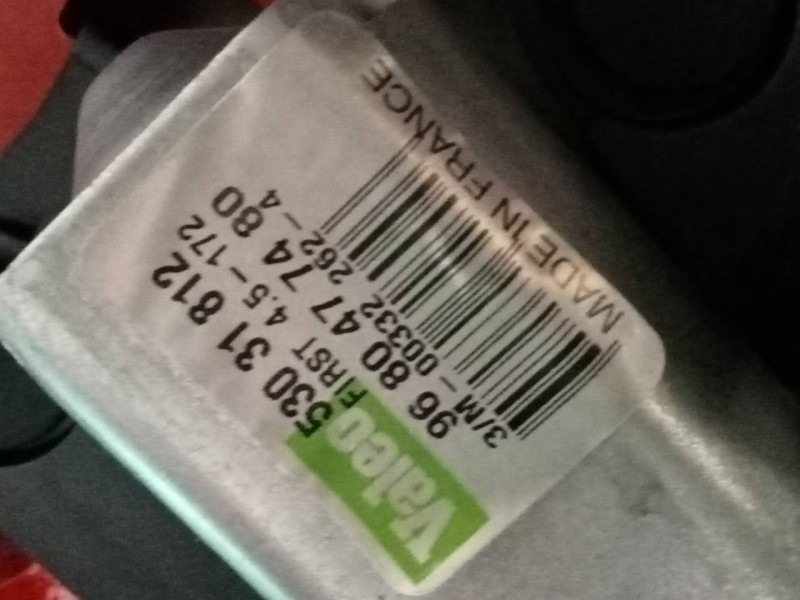 Valeo
530 31 812
FIRST 4.5-172
96 80 47 74 80
3/M-00332 262-4
MADE IN FRANCE